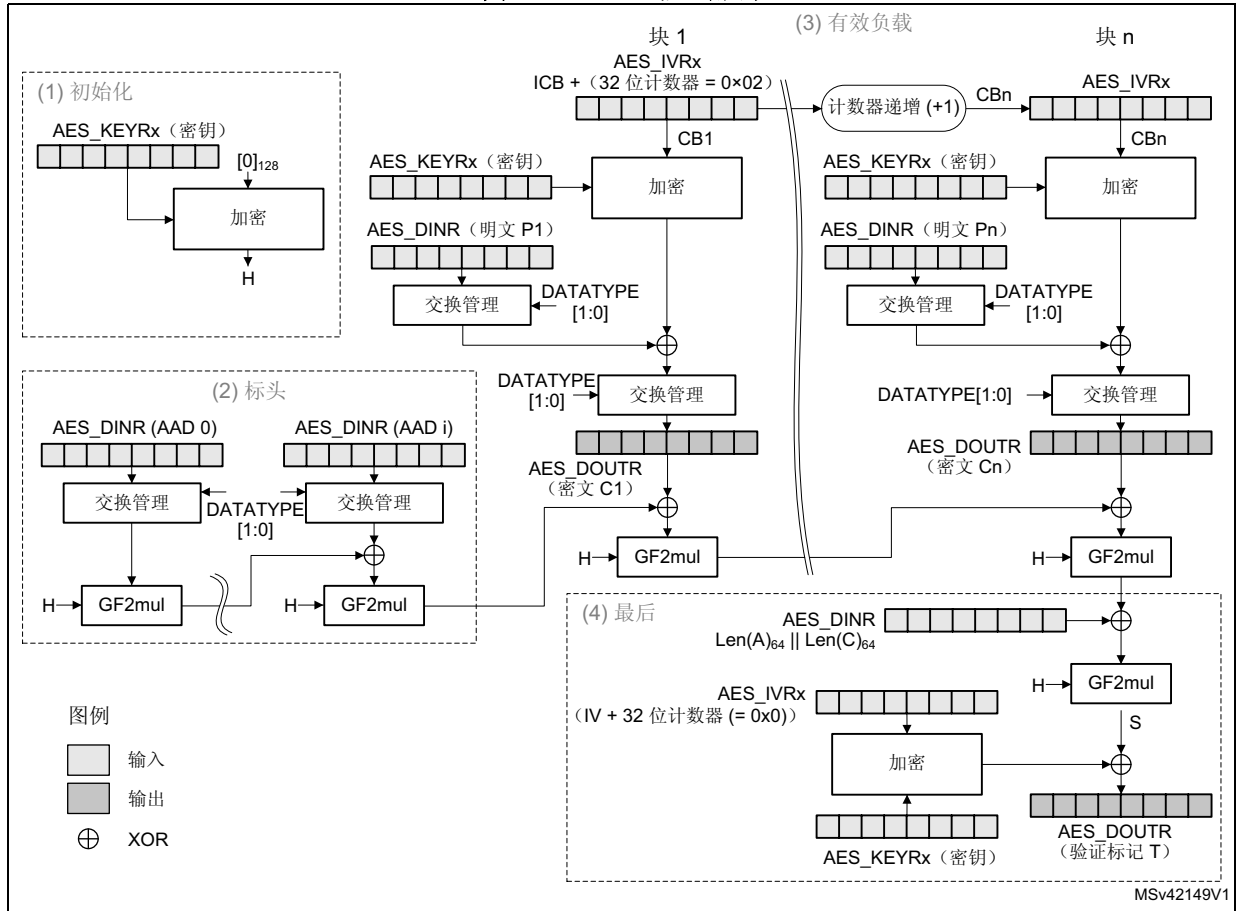 (3) 有效负载
块 1
块 n
AES_IVRx
ICB +（32 位计数器 = 0×02）
计数器递增 (+1)
CBn
AES_IVRx
(1) 初始化
AES_KEYRx（密钥）
[0]128
加密
H
CB1
CBn
AES_KEYRx（密钥）
加密
AES_KEYRx（密钥）
加密
AES_DINR（明文 P1）
AES_DINR（明文 Pn）
交换管理
DATATYPE
[1:0]
交换管理
DATATYPE
[1:0]
DATATYPE
[1:0]
交换管理
DATATYPE[1:0]
交换管理
AES_DOUTR
（密文 C1）
AES_DOUTR
（密文 Cn）
H
GF2mul
H
GF2mul
(2) 标头
AES_DINR (AAD 0)
AES_DINR (AAD i)
交换管理
DATATYPE
[1:0]
交换管理
H
GF2mul
H
GF2mul
(4) 最后
AES_DINR
Len(A)64 || Len(C)64
H
GF2mul
S
AES_IVRx
（IV + 32 位计数器 (= 0x0)）
加密
AES_KEYRx（密钥）
AES_DOUTR
（验证标记 T）
图例
输入
输出
XOR
MSv42149V1